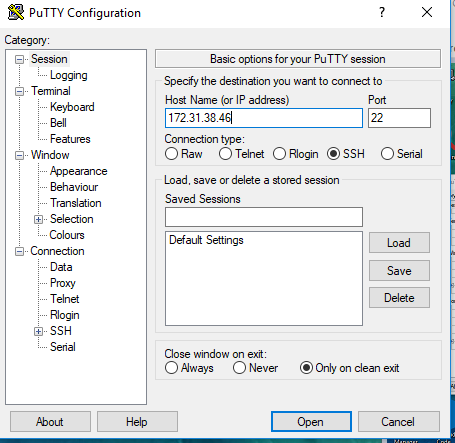 PuTTY Configuration
?
Category:
Session
Logging
Terminal
Keyboard
Bell
Features
Window
Appearance
Behaviour
Translation
Selection
Colours
Connection
Data
Proxy
Telnet
Rlogin
SSH
Serial
Basic options for your PuTTY session
Specify the destination you want to connect to
Host Name (or IP address) Port
172.31.38.46 22
Connection type:
Raw Telnet Rlogin SSH Serial
Load, save or delete a stored session
Saved Sessions
Default Settings
Load
Save
Delete
Close window on exit:
Always Never Only on clean exit
About Help Open Cancel
Manager